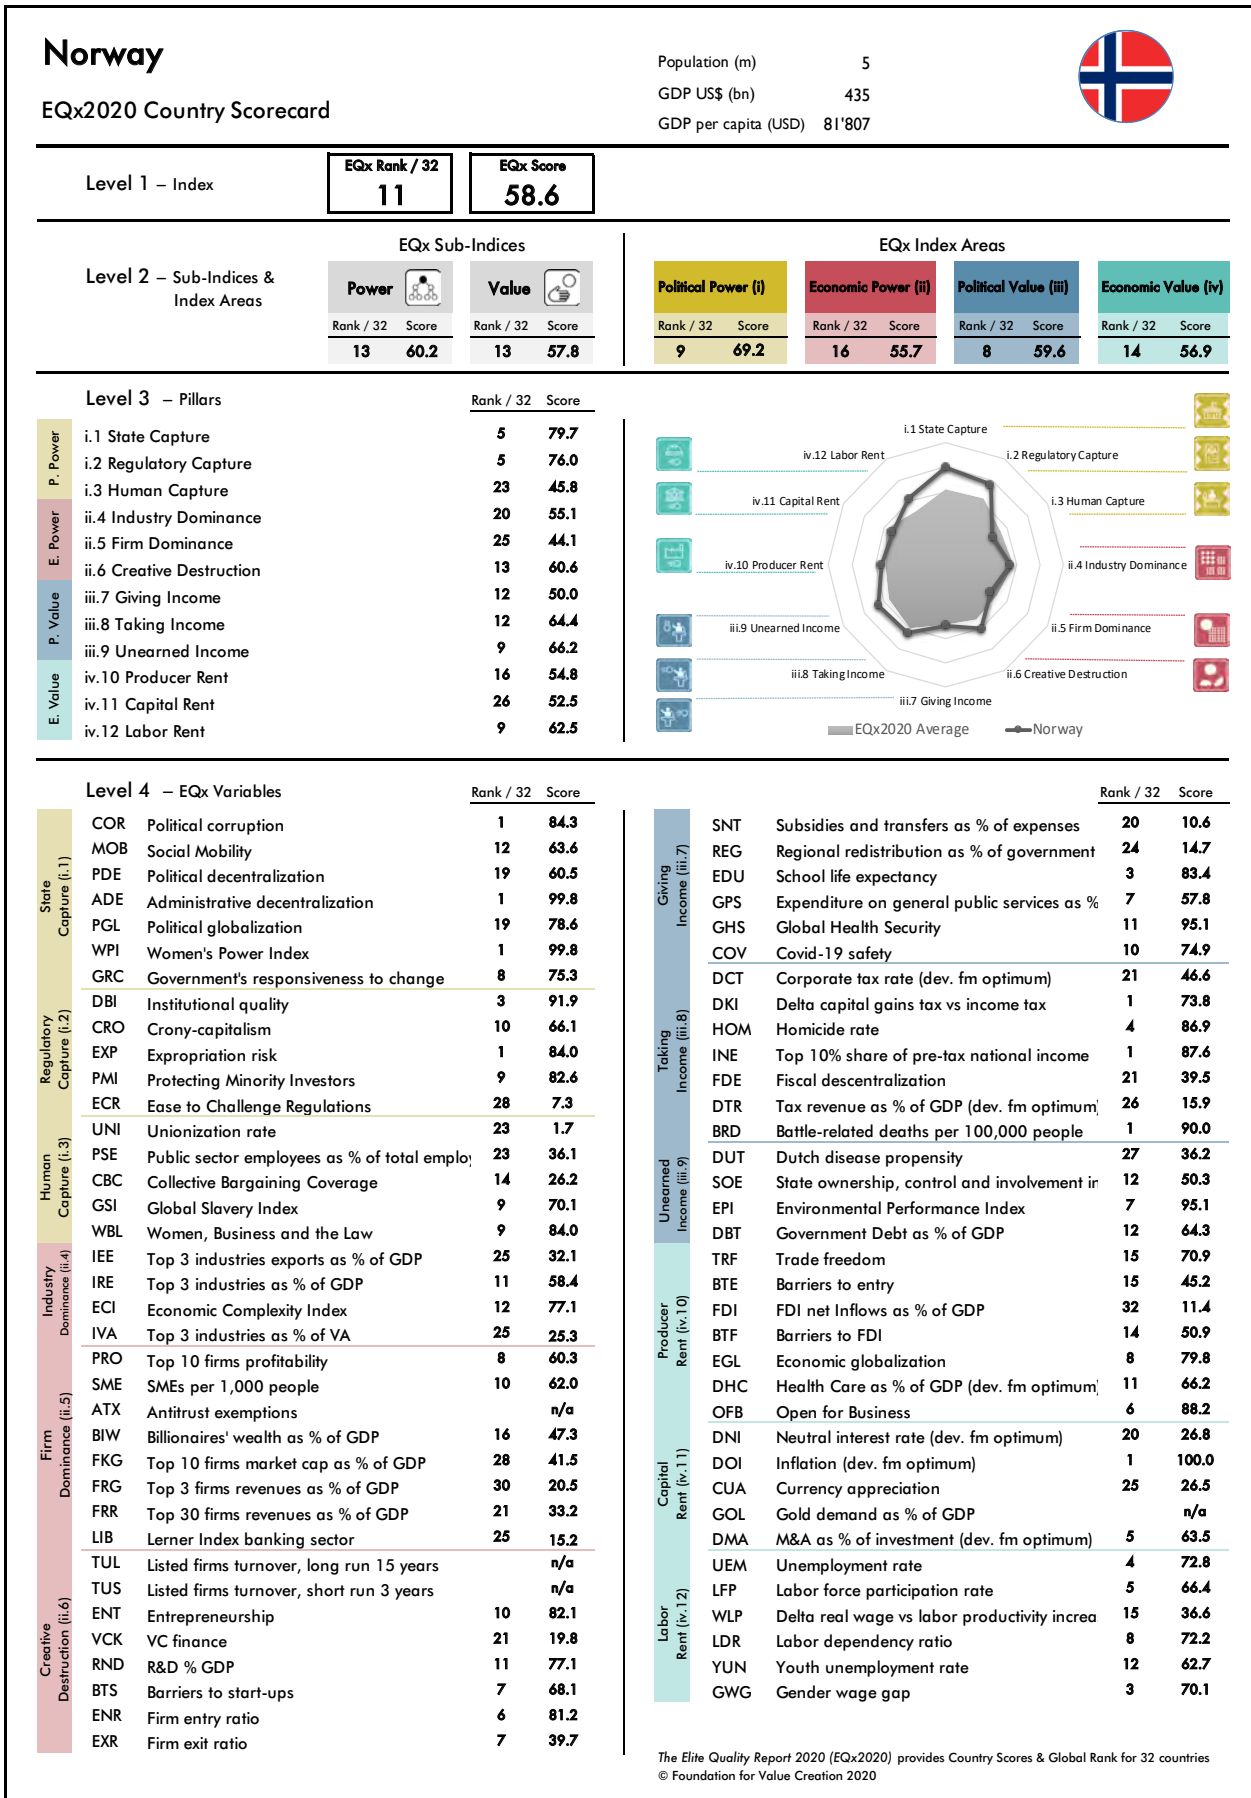 Norway
EQx2020 Country Scorecard
Population (m) 5
GDP US$ (bn) 435
GDP per capita (USD) 81'807
Level 1 – Index
EQx Rank / 32 EQx Score
11 58.6
EQx Sub-Indices EQx Index Areas
Level 2 – Sub-Indices &
Index Areas
Power Value Political Power (i) Economic Power (ii) Political Value (iii) Economic Value (iv)
Rank / 32 Score Rank / 32 Score Rank / 32 Score Rank / 32 Score Rank / 32 Score Rank / 32 Score
13 60.2 13 57.8 9 69.2 16 55.7 8 59.6 14 56.9
Level 3 – Pillars Rank / 32 Score
P. Power
i.1 State Capture 5 79.7
i.2 Regulatory Capture 5 76.0
i.3 Human Capture 23 45.8
E. Power
ii.4 Industry Dominance 20 55.1
ii.5 Firm Dominance 25 44.1
ii.6 Creative Destruction 13 60.6
P. Value
iii.7 Giving Income 12 50.0
iii.8 Taking Income 12 64.4
iii.9 Unearned Income 9 66.2
E. Value
iv.10 Producer Rent 16 54.8
iv.11 Capital Rent 26 52.5
iv.12 Labor Rent 9 62.5
i.1 State Capture
i.2 Regulatory Capture
i.3 Human Capture
ii.4 Industry Dominance
ii.5 Firm Dominance
ii.6 Creative Destruction
iii.7 Giving Income
iii.8 Taking Income
iii.9 Unearned Income
iv.10 Producer Rent
iv.11 Capital Rent
iv.12 Labor Rent
EQx2020 Average Norway
Level 4 – EQx Variables Rank / 32 Score
State
Capture (i.1)
COR Political corruption 1 84.3
MOB Social Mobility 12 63.6
PDE Political decentralization 19 60.5
ADE Administrative decentralization 1 99.8
PGL Political globalization 19 78.6
WPI Women's Power Index 1 99.8
GRC Government's responsiveness to change 8 75.3
Regulatory
Capture (i.2)
DBI Institutional quality 3 91.9
CRO Crony-capitalism 10 66.1
EXP Expropriation risk 1 84.0
PMI Protecting Minority Investors 9 82.6
ECR Ease to Challenge Regulations 28 7.3
Human
Capture (i.3)
UNI Unionization rate 23 1.7
PSE Public sector employees as % of total employ 23 36.1
CBC Collective Bargaining Coverage 14 26.2
GSI Global Slavery Index 9 70.1
WBL Women, Business and the Law 9 84.0
Industry
Dominance (ii.4)
IEE Top 3 industries exports as % of GDP 25 32.1
IRE Top 3 industries as % of GDP 11 58.4
ECI Economic Complexity Index 12 77.1
IVA Top 3 industries as % of VA 25 25.3
Firm
Dominance (ii.5)
PRO Top 10 firms profitability 8 60.3
SME SMEs per 1,000 people 10 62.0
ATX Antitrust exemptions n/a
BIW Billionaires' wealth as % of GDP 16 47.3
FKG Top 10 firms market cap as % of GDP 28 41.5
FRG Top 3 firms revenues as % of GDP 30 20.5
FRR Top 30 firms revenues as % of GDP 21 33.2
LIB Lerner Index banking sector 25 15.2
Creative
Destruction (ii.6)
TUL Listed firms turnover, long run 15 years n/a
TUS Listed firms turnover, short run 3 years n/a
ENT Entrepreneurship 10 82.1
VCK VC finance 21 19.8
RND R&D % GDP 11 77.1
BTS Barriers to start-ups 7 68.1
ENR Firm entry ratio 6 81.2
EXR Firm exit ratio 7 39.7
Rank / 32 Score
Giving
Income (iii.7)
SNT Subsidies and transfers as % of expenses 20 10.6
REG Regional redistribution as % of government 24 14.7
EDU School life expectancy 3 83.4
GPS Expenditure on general public services as % 7 57.8
GHS Global Health Security 11 95.1
COV Covid-19 safety 10 74.9
Taking
Income (iii.8)
DCT Corporate tax rate (dev. fm optimum) 21 46.6
DKI Delta capital gains tax vs income tax 1 73.8
HOM Homicide rate 4 86.9
INE Top 10% share of pre-tax national income 1 87.6
FDE Fiscal descentralization 21 39.5
DTR Tax revenue as % of GDP (dev. fm optimum) 26 15.9
BRD Battle-related deaths per 100,000 people 1 90.0
Unearned
Income (iii.9)
DUT Dutch disease propensity 27 36.2
SOE State ownership, control and involvement in 12 50.3
EPI Environmental Performance Index 7 95.1
DBT Government Debt as % of GDP 12 64.3
Producer
Rent (iv.10)
TRF Trade freedom 15 70.9
BTE Barriers to entry 15 45.2
FDI FDI net Inflows as % of GDP 32 11.4
BTF Barriers to FDI 14 50.9
EGL Economic globalization 8 79.8
DHC Health Care as % of GDP (dev. fm optimum) 11 66.2
OFB Open for Business 6 88.2
Capital
Rent (iv.11)
DNI Neutral interest rate (dev. fm optimum) 20 26.8
DOI Inflation (dev. fm optimum) 1 100.0
CUA Currency appreciation 25 26.5
GOL Gold demand as % of GDP n/a
DMA M&A as % of investment (dev. fm optimum) 5 63.5
Labor
Rent (iv.12)
UEM Unemployment rate 4 72.8
LFP Labor force participation rate 5 66.4
WLP Delta real wage vs labor productivity increa 15 36.6
LDR Labor dependency ratio 8 72.2
YUN Youth unemployment rate 12 62.7
GWG Gender wage gap 3 70.1
The Elite Quality Report 2020 (EQx2020) provides Country Scores & Global Rank for 32 countries
© Foundation for Value Creation 2020